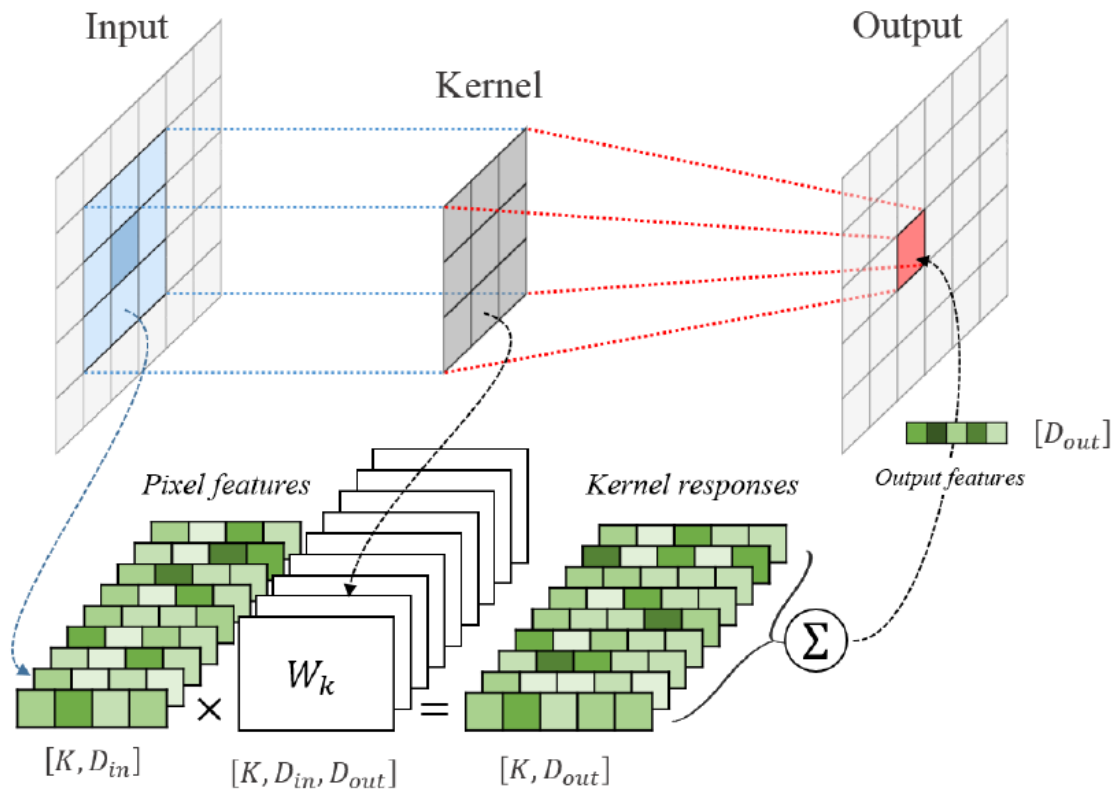 Input
Output
Kernel
[D_out]
Pixel features
Kernel responses
Output features
W_k
Σ
×
=
[K, D_in]
[K, D_in, D_out]
[K, D_out]